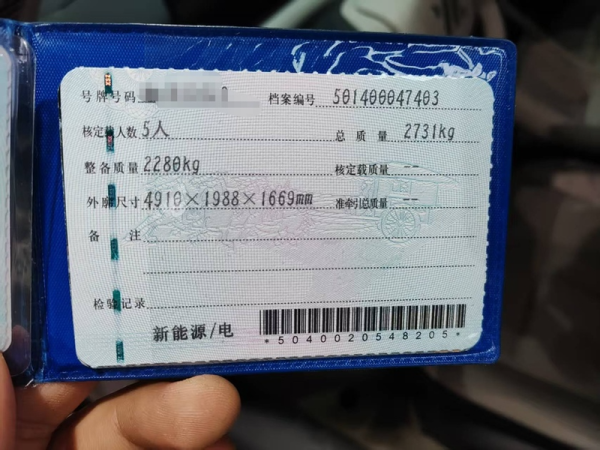 号牌号码 档案编号 501400047403
核定载人数 5人 总质量 2731kg
整备质量 2280kg 核定载质量 --
外廓尺寸 4910×1988×1669mm 准牵引总质量 --
备注
检验记录
新能源/电
*5040020548205*